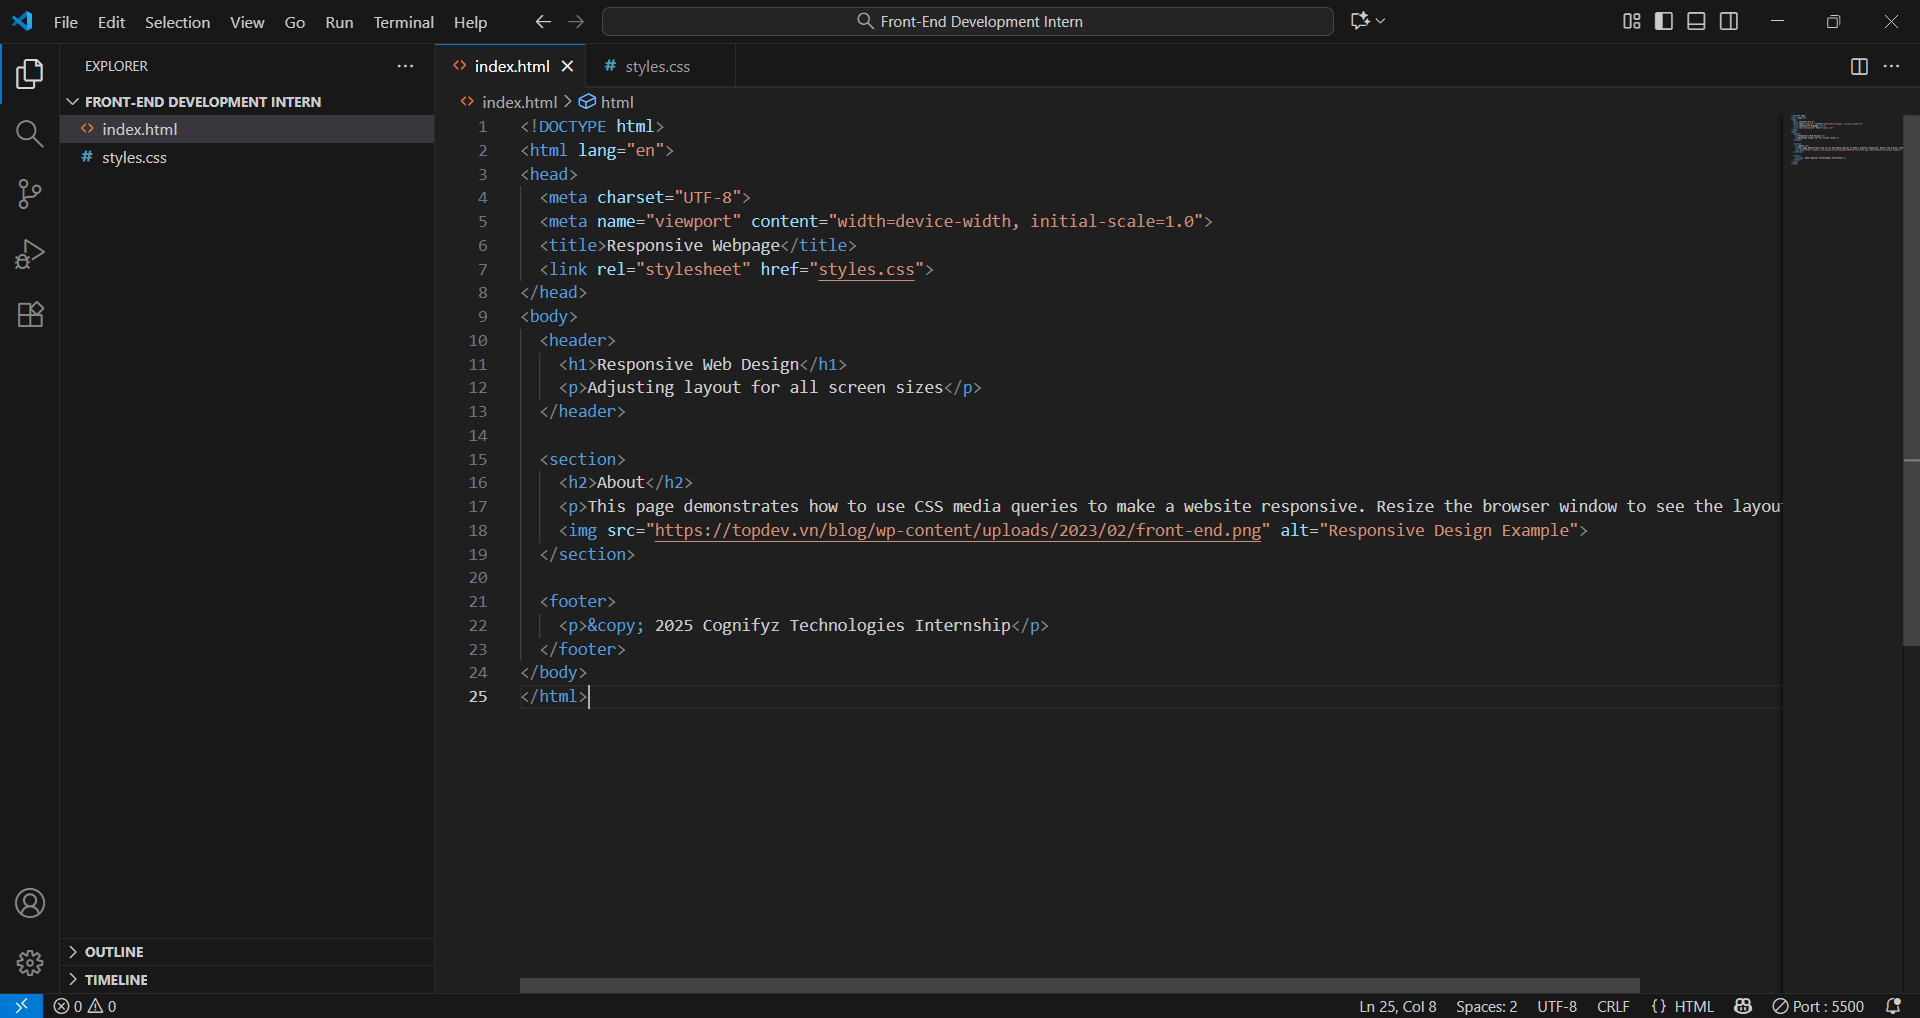 File Edit Selection View Go Run Terminal Help
Front-End Development Intern
EXPLORER
FRONT-END DEVELOPMENT INTERN
index.html
styles.css
OUTLINE
TIMELINE
index.html
styles.css
index.html > html
1 <!DOCTYPE html>
2 <html lang="en">
3 <head>
4   <meta charset="UTF-8">
5   <meta name="viewport" content="width=device-width, initial-scale=1.0">
6   <title>Responsive Webpage</title>
7   <link rel="stylesheet" href="styles.css">
8 </head>
9 <body>
10   <header>
11     <h1>Responsive Web Design</h1>
12     <p>Adjusting layout for all screen sizes</p>
13   </header>
14
15   <section>
16     <h2>About</h2>
17     <p>This page demonstrates how to use CSS media queries to make a website responsive. Resize the browser window to see the layou
18     <img src="https://topdev.vn/blog/wp-content/uploads/2023/02/front-end.png" alt="Responsive Design Example">
19   </section>
20
21   <footer>
22     <p>&copy; 2025 Cognifyz Technologies Internship</p>
23   </footer>
24 </body>
25 </html>
0 0 Ln 25, Col 8 Spaces: 2 UTF-8 CRLF {} HTML Port : 5500